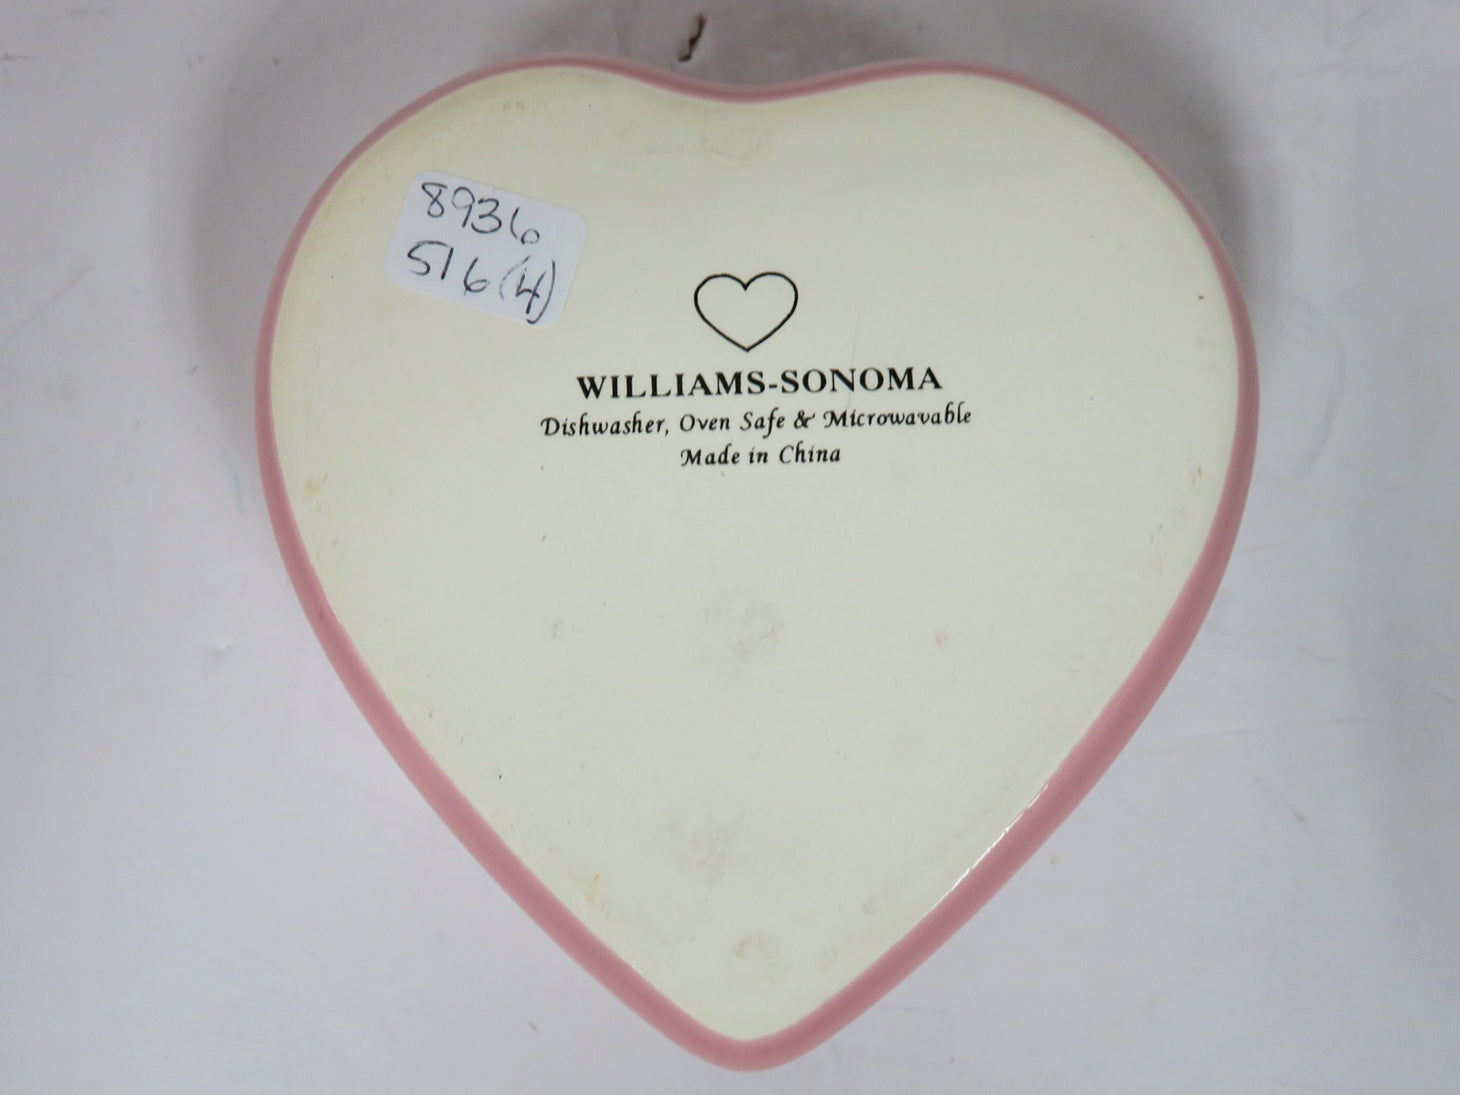 8936
516(4)
WILLIAMS-SONOMA
Dishwasher, Oven Safe & Microwavable
Made in China